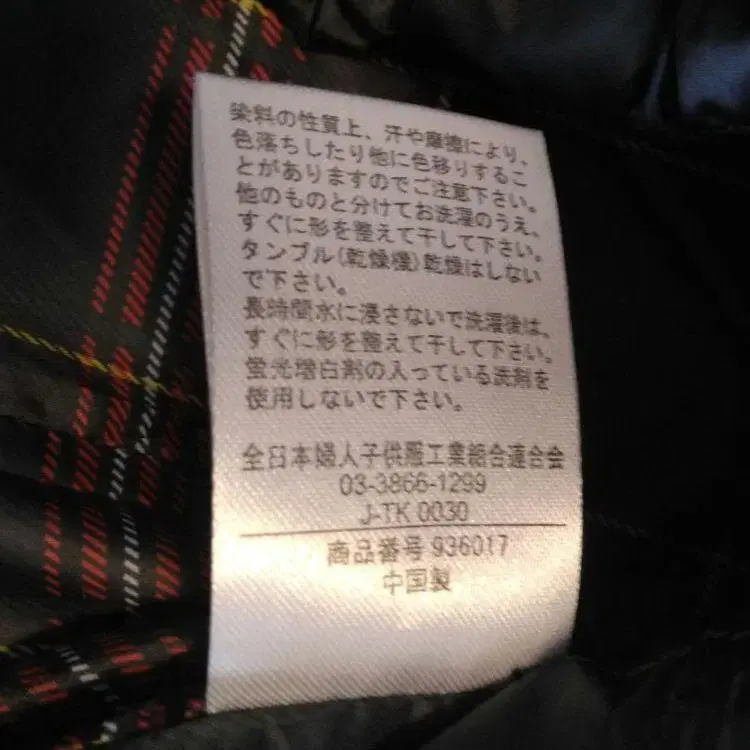 染料の性質上、汗や摩擦により、
色落ちしたり他に色移りするこ
とがありますのでご注意下さい。
他のものと分けてお洗濯のうえ、
すぐに形を整えて干して下さい。
タンブル(乾燥機)乾燥はしない
で下さい。
長時間水に浸さないで洗濯後は、
すぐに形を整えて干して下さい。
蛍光増白剤の入っている洗剤を
使用しないで下さい。
全日本婦人子供服工業組合連合会
03-3866-1299
J-TK 0030
商品番号 936017
中国製